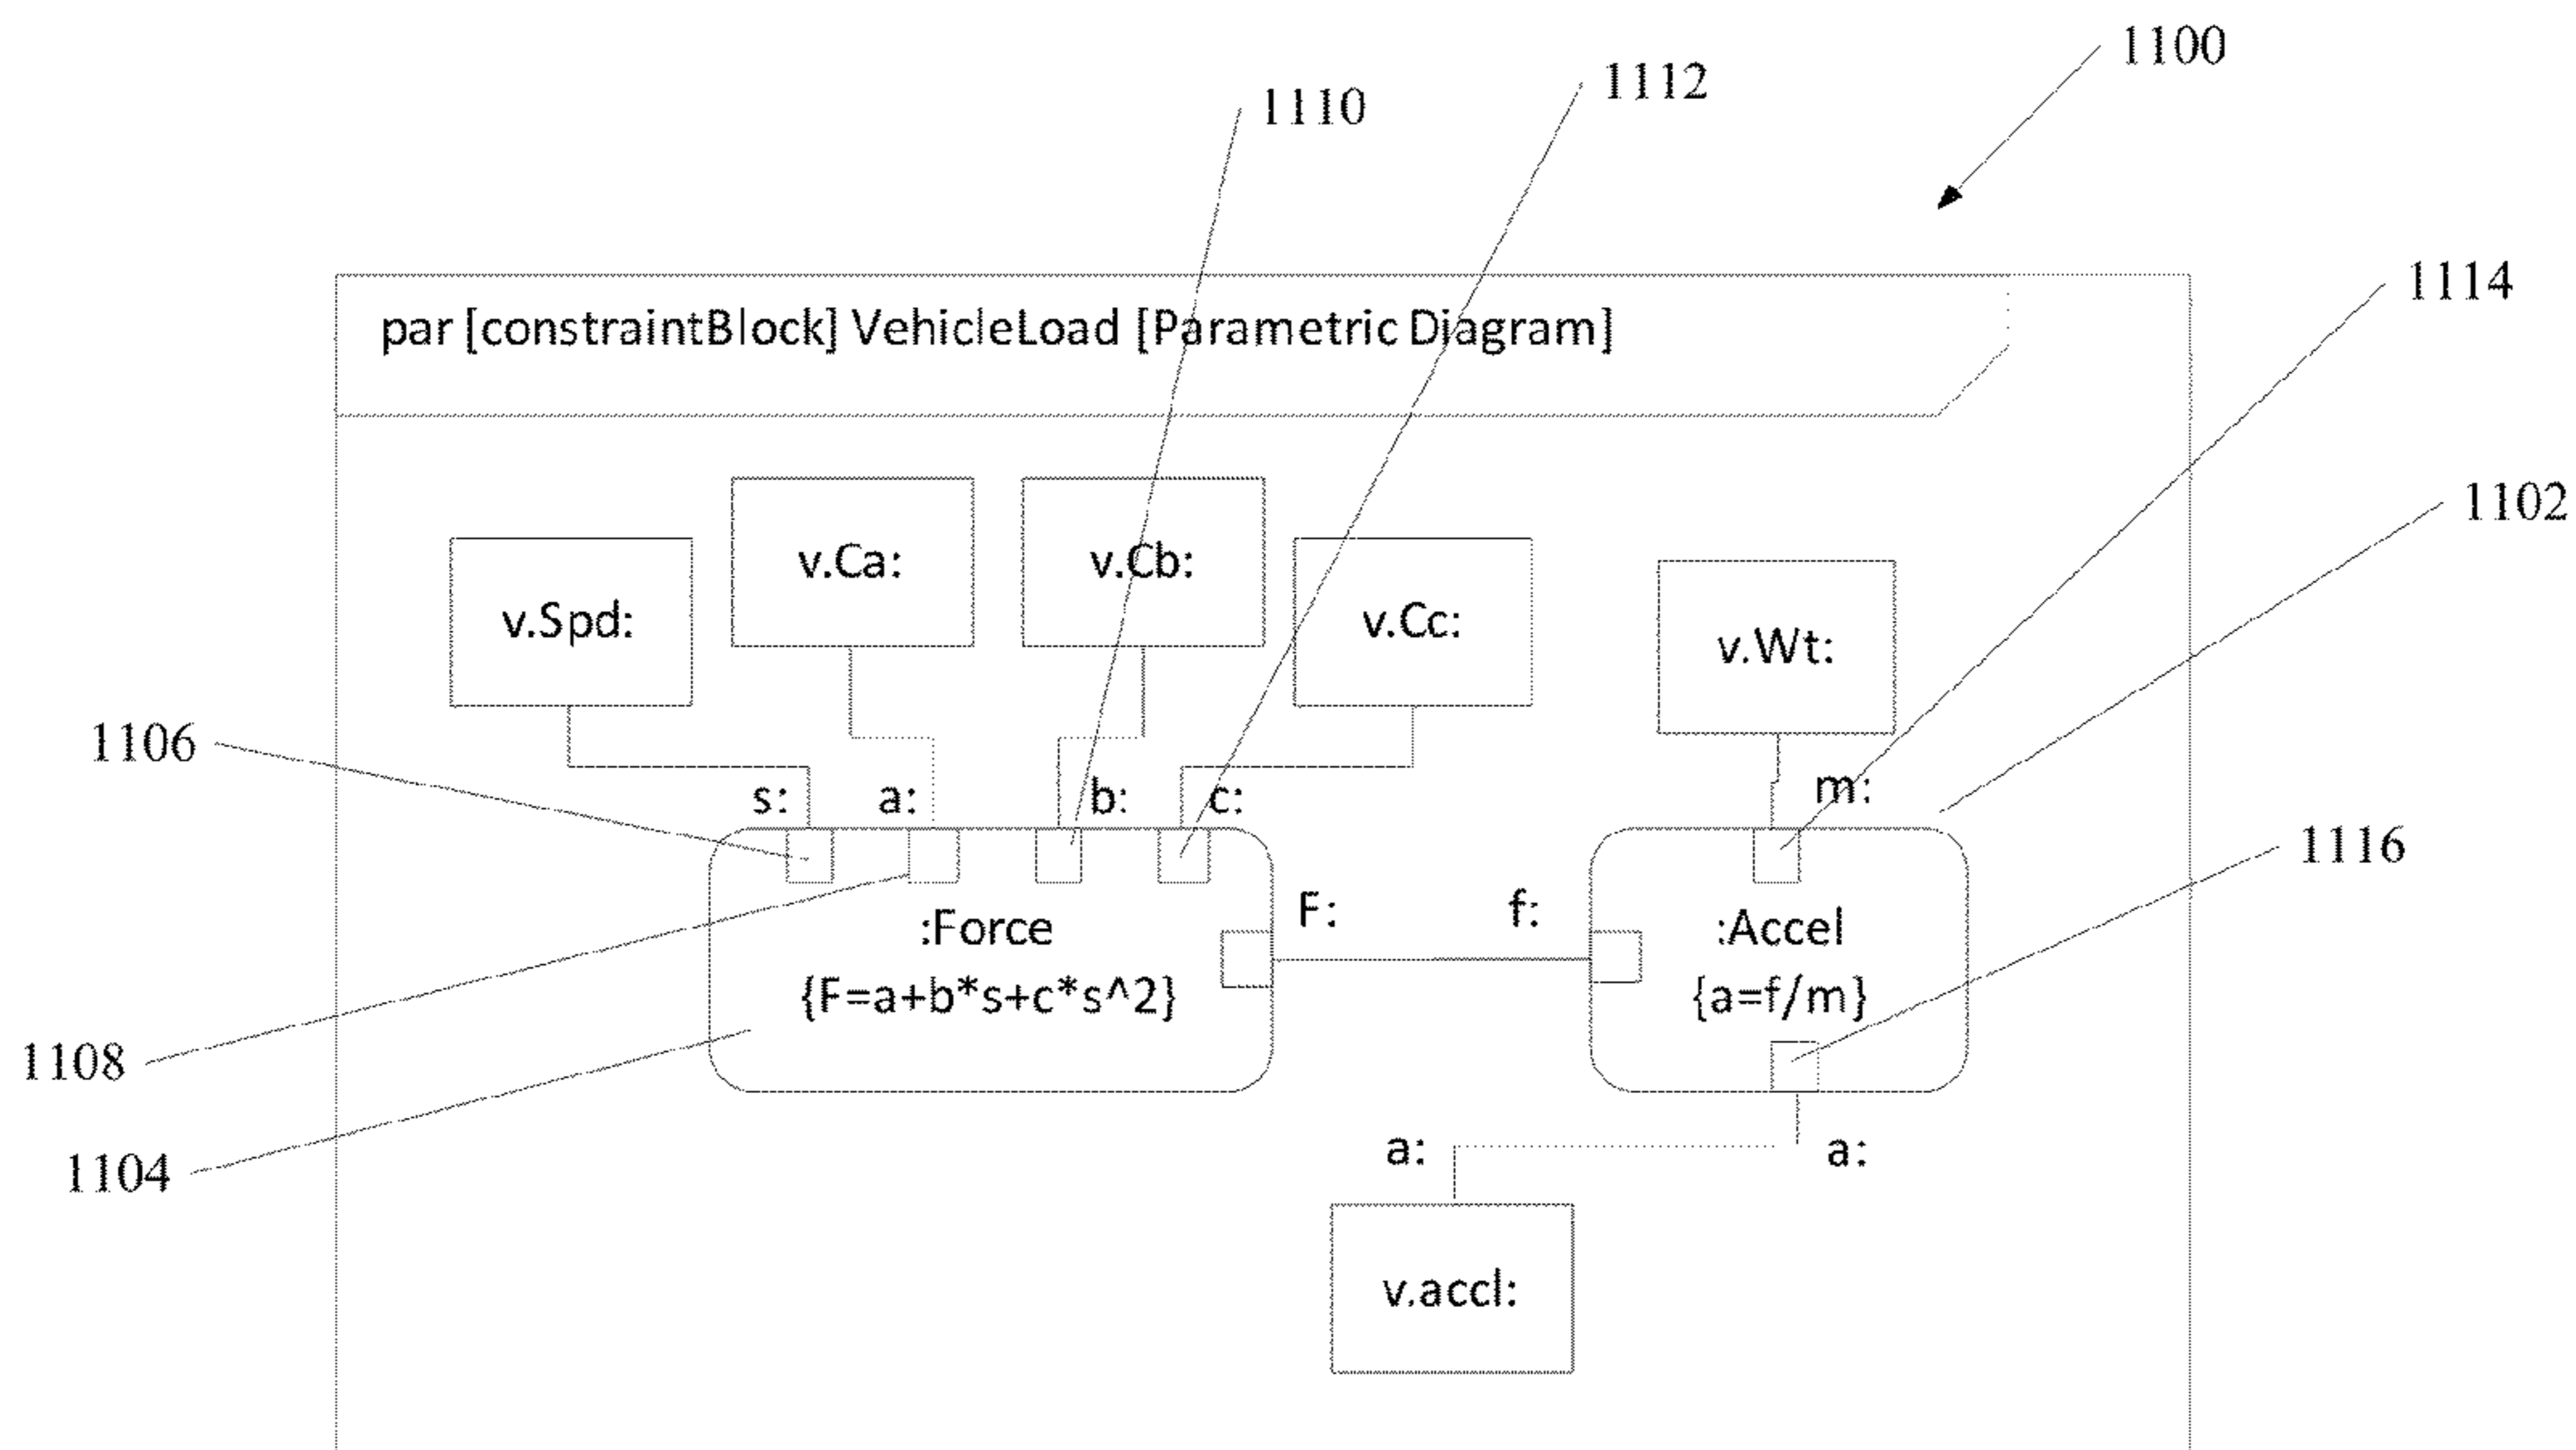 1100
1112
1110
1114
par [constraintBlock] VehicleLoad [Parametric Diagram]
1102
v.Ca:
v.Cb:
v.Spd:
v.Cc:
v.Wt:
1106
s:
a:
b:
c:
m:
1116
F:
f:
:Force
{F=a+b*s+c*s^2}
:Accel
{a=f/m}
1108
1104
a:
a:
v.accl: